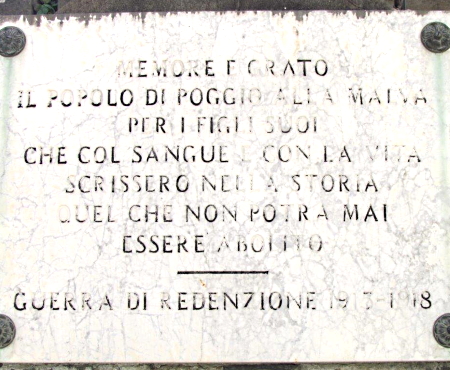 MEMORE E GRATO
IL POPOLO DI POGGIO ALLA MALVA
PER I FIGLI SUOI
CHE COL SANGUE E CON LA VITA
SCRISSERO NELLA STORIA
QUEL CHE NON POTRA MAI
ESSERE ABOLITO
GUERRA DI REDENZIONE 1915-1918